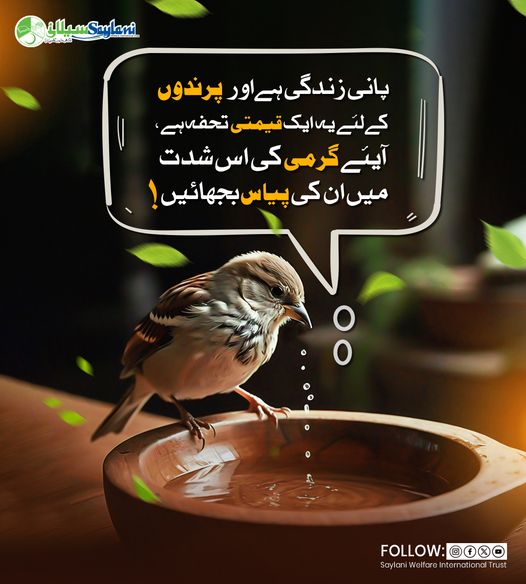 سیلانی Saylani
پانی زندگی ہے اور پرندوں
کے لئے یہ ایک قیمتی تحفہ ہے،
آیئے گرمی کی اس شدت
میں ان کی پیاس بجھائیں!
FOLLOW:
Saylani Welfare International Trust